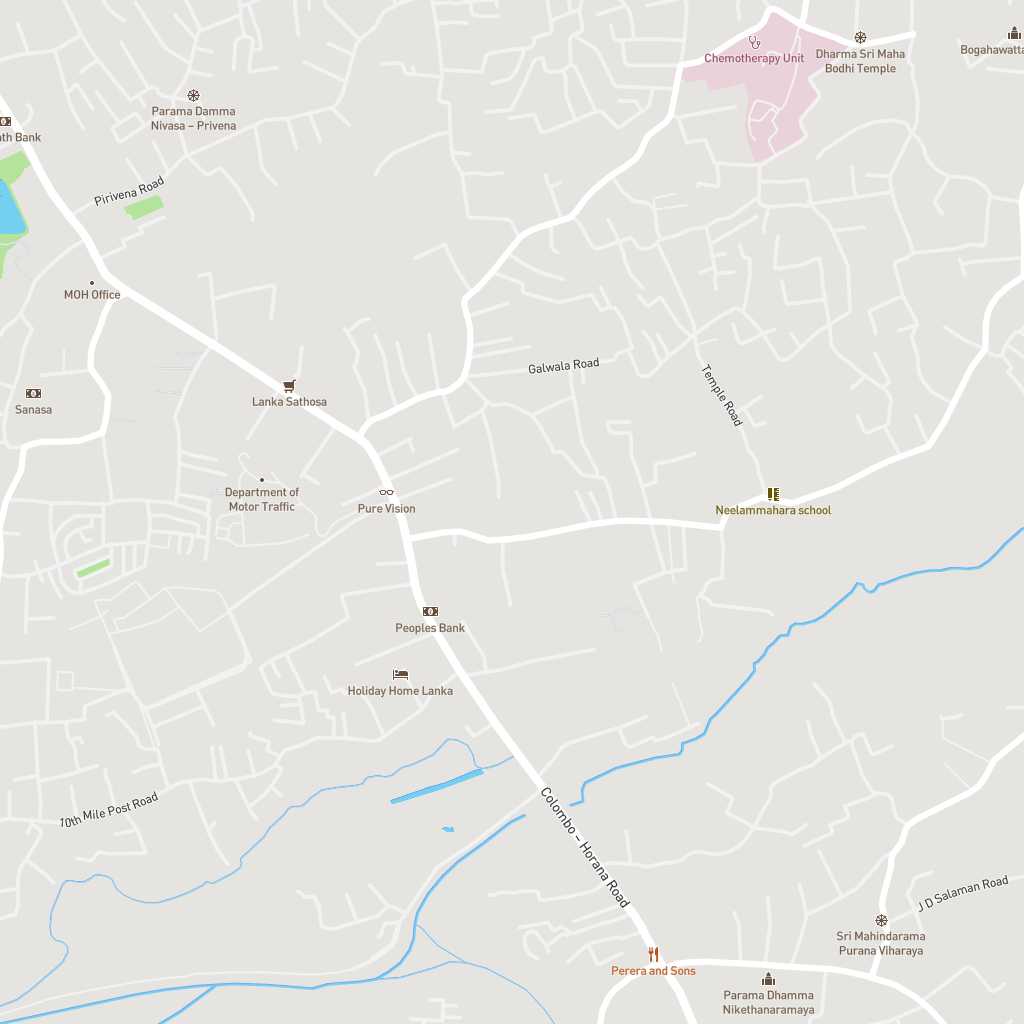 Chemotherapy Unit
Dharma Sri Maha
Bodhi Temple
Bogahawatta
Parama Damma
Nivasa – Privena
ath Bank
Pirivena Road
MOH Office
Galwala Road
Temple Road
Sanasa
Lanka Sathosa
Department of
Motor Traffic
Pure Vision
Neelammahara school
Peoples Bank
Holiday Home Lanka
10th Mile Post Road
Colombo – Horana Road
J D Salaman Road
Sri Mahindarama
Purana Viharaya
Perera and Sons
Parama Dhamma
Nikethanaramaya